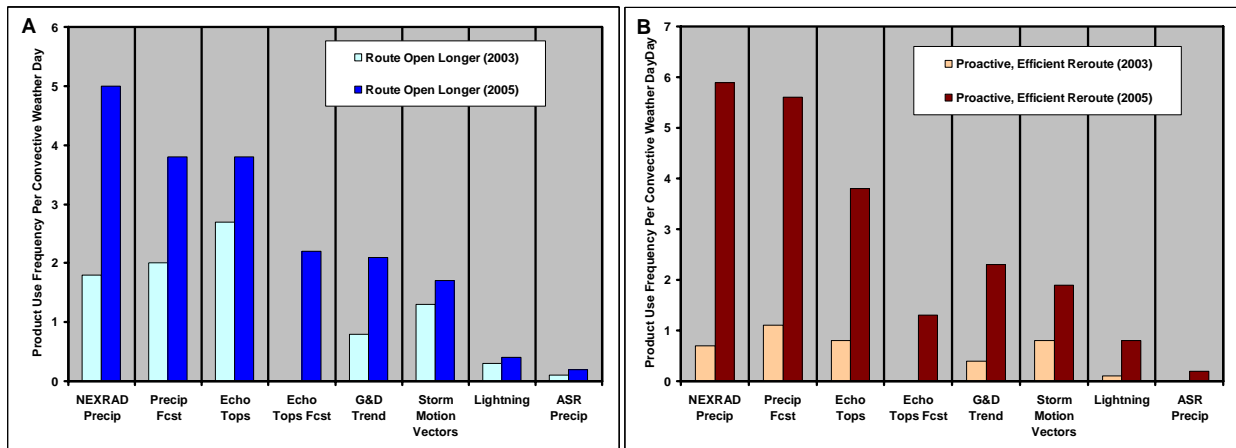 A
Product Use Frequency Per Convective Weather Day
6
5
4
3
2
1
0
Route Open Longer (2003)
Route Open Longer (2005)
NEXRAD
Precip
Precip
Fcst
Echo
Tops
Echo
Tops Fcst
G&D
Trend
Storm
Motion
Vectors
Lightning
ASR
Precip
B
Product Use Frequency Per Convective Weather DayDay
7
6
5
4
3
2
1
0
Proactive, Efficient Reroute (2003)
Proactive, Efficient Reroute (2005)
NEXRAD
Precip
Precip
Fcst
Echo
Tops
Echo
Tops Fcst
G&D
Trend
Storm
Motion
Vectors
Lightning
ASR
Precip